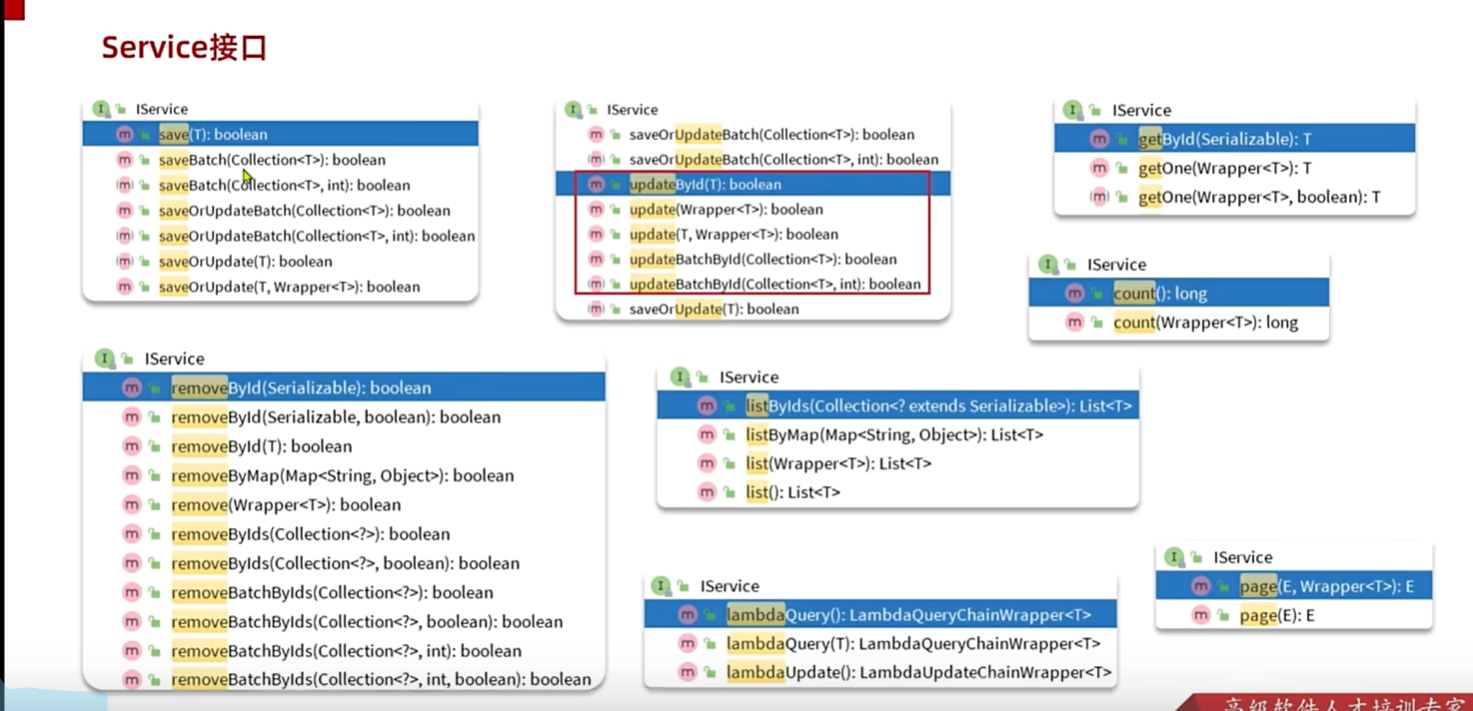 Service接口
IService
save(T): boolean
saveBatch(Collection<T>): boolean
saveBatch(Collection<T>, int): boolean
saveOrUpdateBatch(Collection<T>): boolean
saveOrUpdateBatch(Collection<T>, int): boolean
saveOrUpdate(T): boolean
saveOrUpdate(T, Wrapper<T>): boolean
IService
saveOrUpdateBatch(Collection<T>): boolean
saveOrUpdateBatch(Collection<T>, int): boolean
updateById(T): boolean
update(Wrapper<T>): boolean
update(T, Wrapper<T>): boolean
updateBatchById(Collection<T>): boolean
updateBatchById(Collection<T>, int): boolean
saveOrUpdate(T): boolean
IService
getById(Serializable): T
getOne(Wrapper<T>): T
getOne(Wrapper<T>, boolean): T
IService
count(): long
count(Wrapper<T>): long
IService
removeById(Serializable): boolean
removeById(Serializable, boolean): boolean
removeById(T): boolean
removeByMap(Map<String, Object>): boolean
remove(Wrapper<T>): boolean
removeByIds(Collection<?>): boolean
removeByIds(Collection<?>, boolean): boolean
removeBatchByIds(Collection<?>): boolean
removeBatchByIds(Collection<?>, boolean): boolean
removeBatchByIds(Collection<?>, int): boolean
removeBatchByIds(Collection<?>, int, boolean): boolean
IService
listByIds(Collection<? extends Serializable>): List<T>
listByMap(Map<String, Object>): List<T>
list(Wrapper<T>): List<T>
list(): List<T>
IService
lambdaQuery(): LambdaQueryChainWrapper<T>
lambdaQuery(T): LambdaQueryChainWrapper<T>
lambdaUpdate(): LambdaUpdateChainWrapper<T>
IService
page(E, Wrapper<T>): E
page(E): E
高级软件人才培训专家